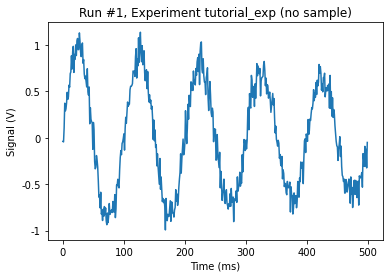 Run #1, Experiment tutorial_exp (no sample)
1
0.5
0
-0.5
-1
Signal (V)
0 100 200 300 400 500
Time (ms)